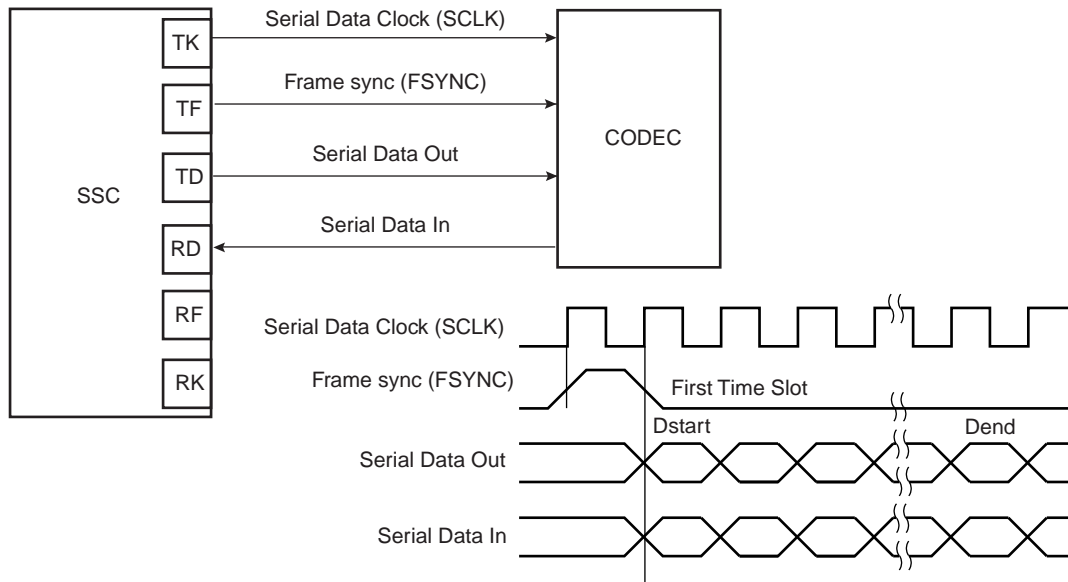 Serial Data Clock (SCLK)
TK
Frame sync (FSYNC)
TF
CODEC
Serial Data Out
TD
SSC
Serial Data In
RD
RF
Serial Data Clock (SCLK)
RK
Frame sync (FSYNC)
First Time Slot
Dstart
Dend
Serial Data Out
Serial Data In